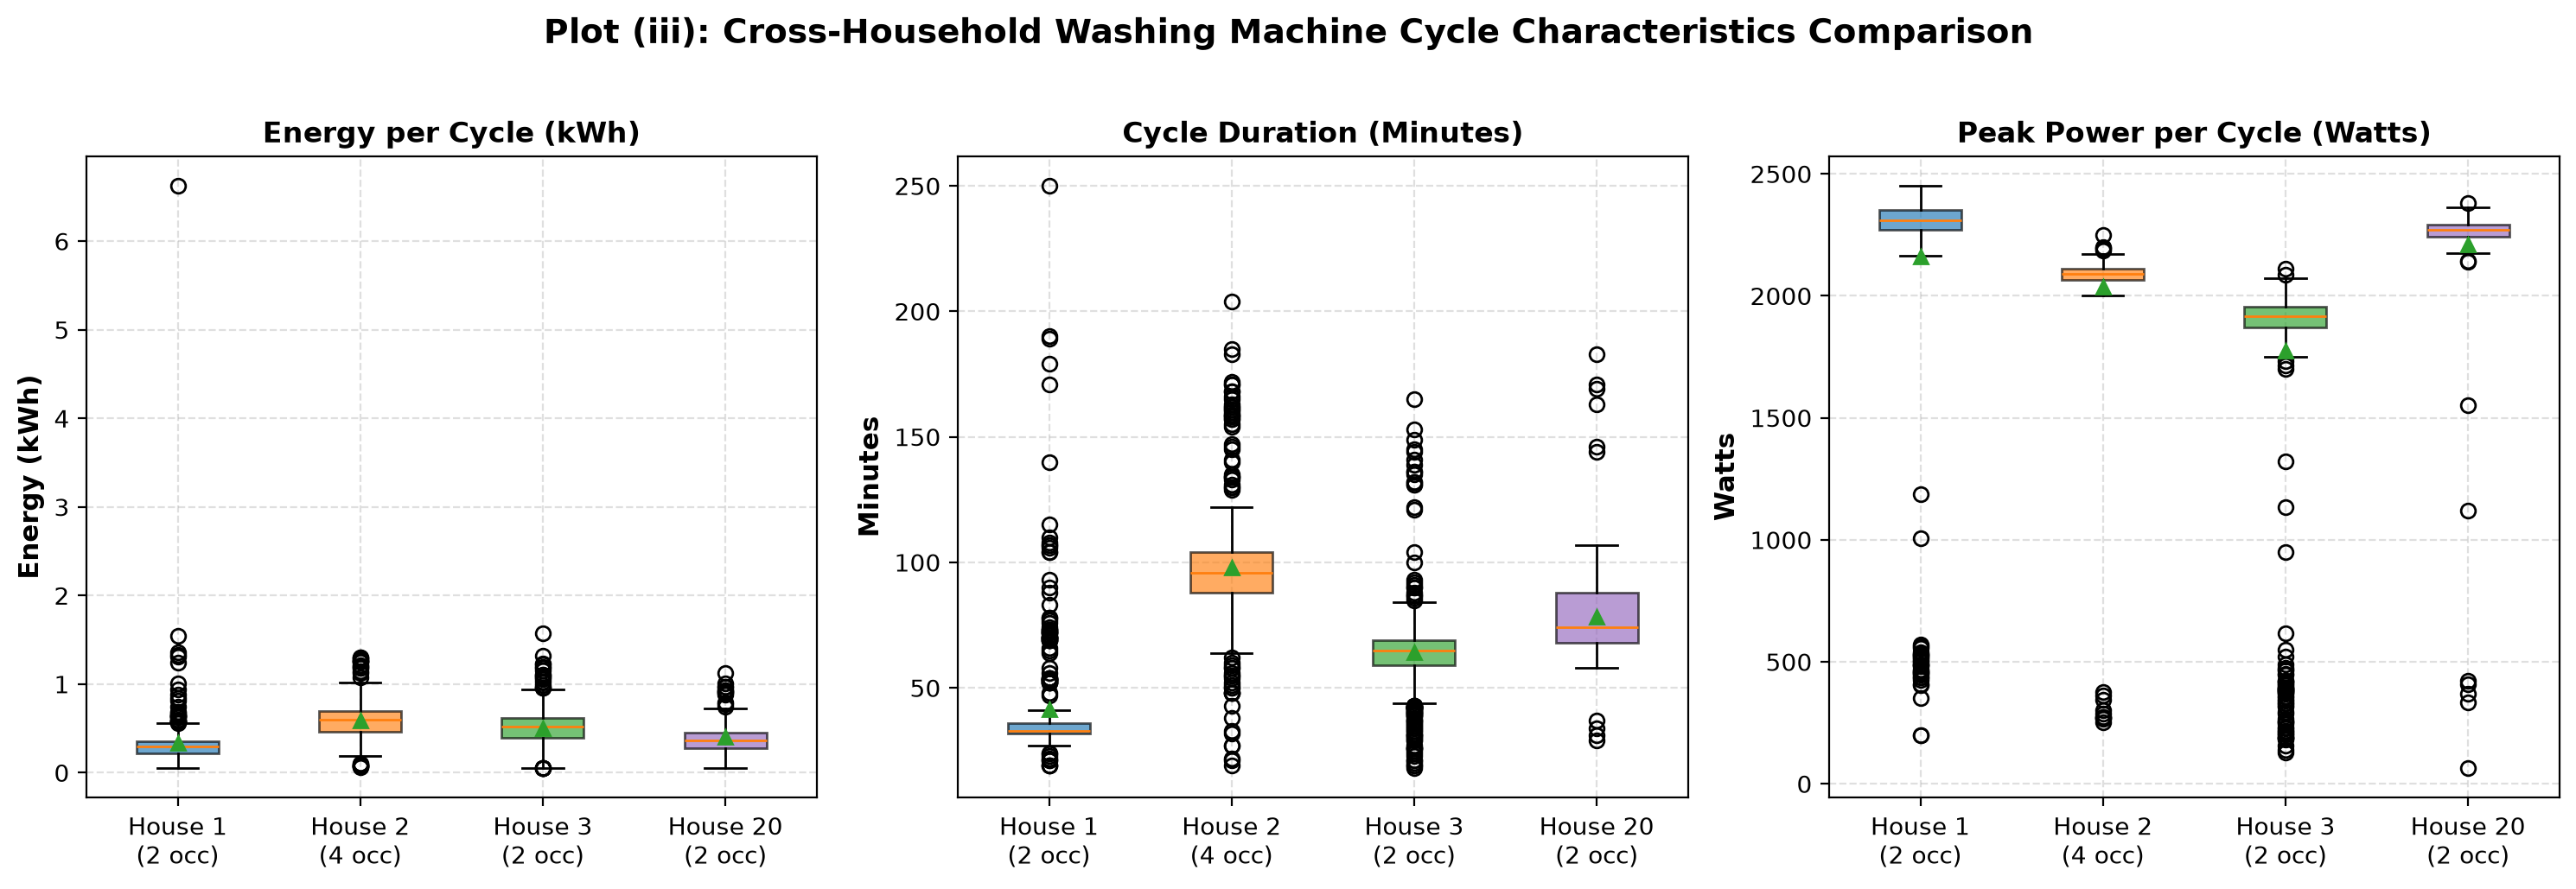 Plot (iii): Cross-Household Washing Machine Cycle Characteristics Comparison
Energy per Cycle (kWh)
Energy (kWh)
6
5
4
3
2
1
0
House 1 House 2 House 3 House 20
(2 occ) (4 occ) (2 occ) (2 occ)
Cycle Duration (Minutes)
Minutes
250
200
150
100
50
House 1 House 2 House 3 House 20
(2 occ) (4 occ) (2 occ) (2 occ)
Peak Power per Cycle (Watts)
Watts
2500
2000
1500
1000
500
0
House 1 House 2 House 3 House 20
(2 occ) (4 occ) (2 occ) (2 occ)